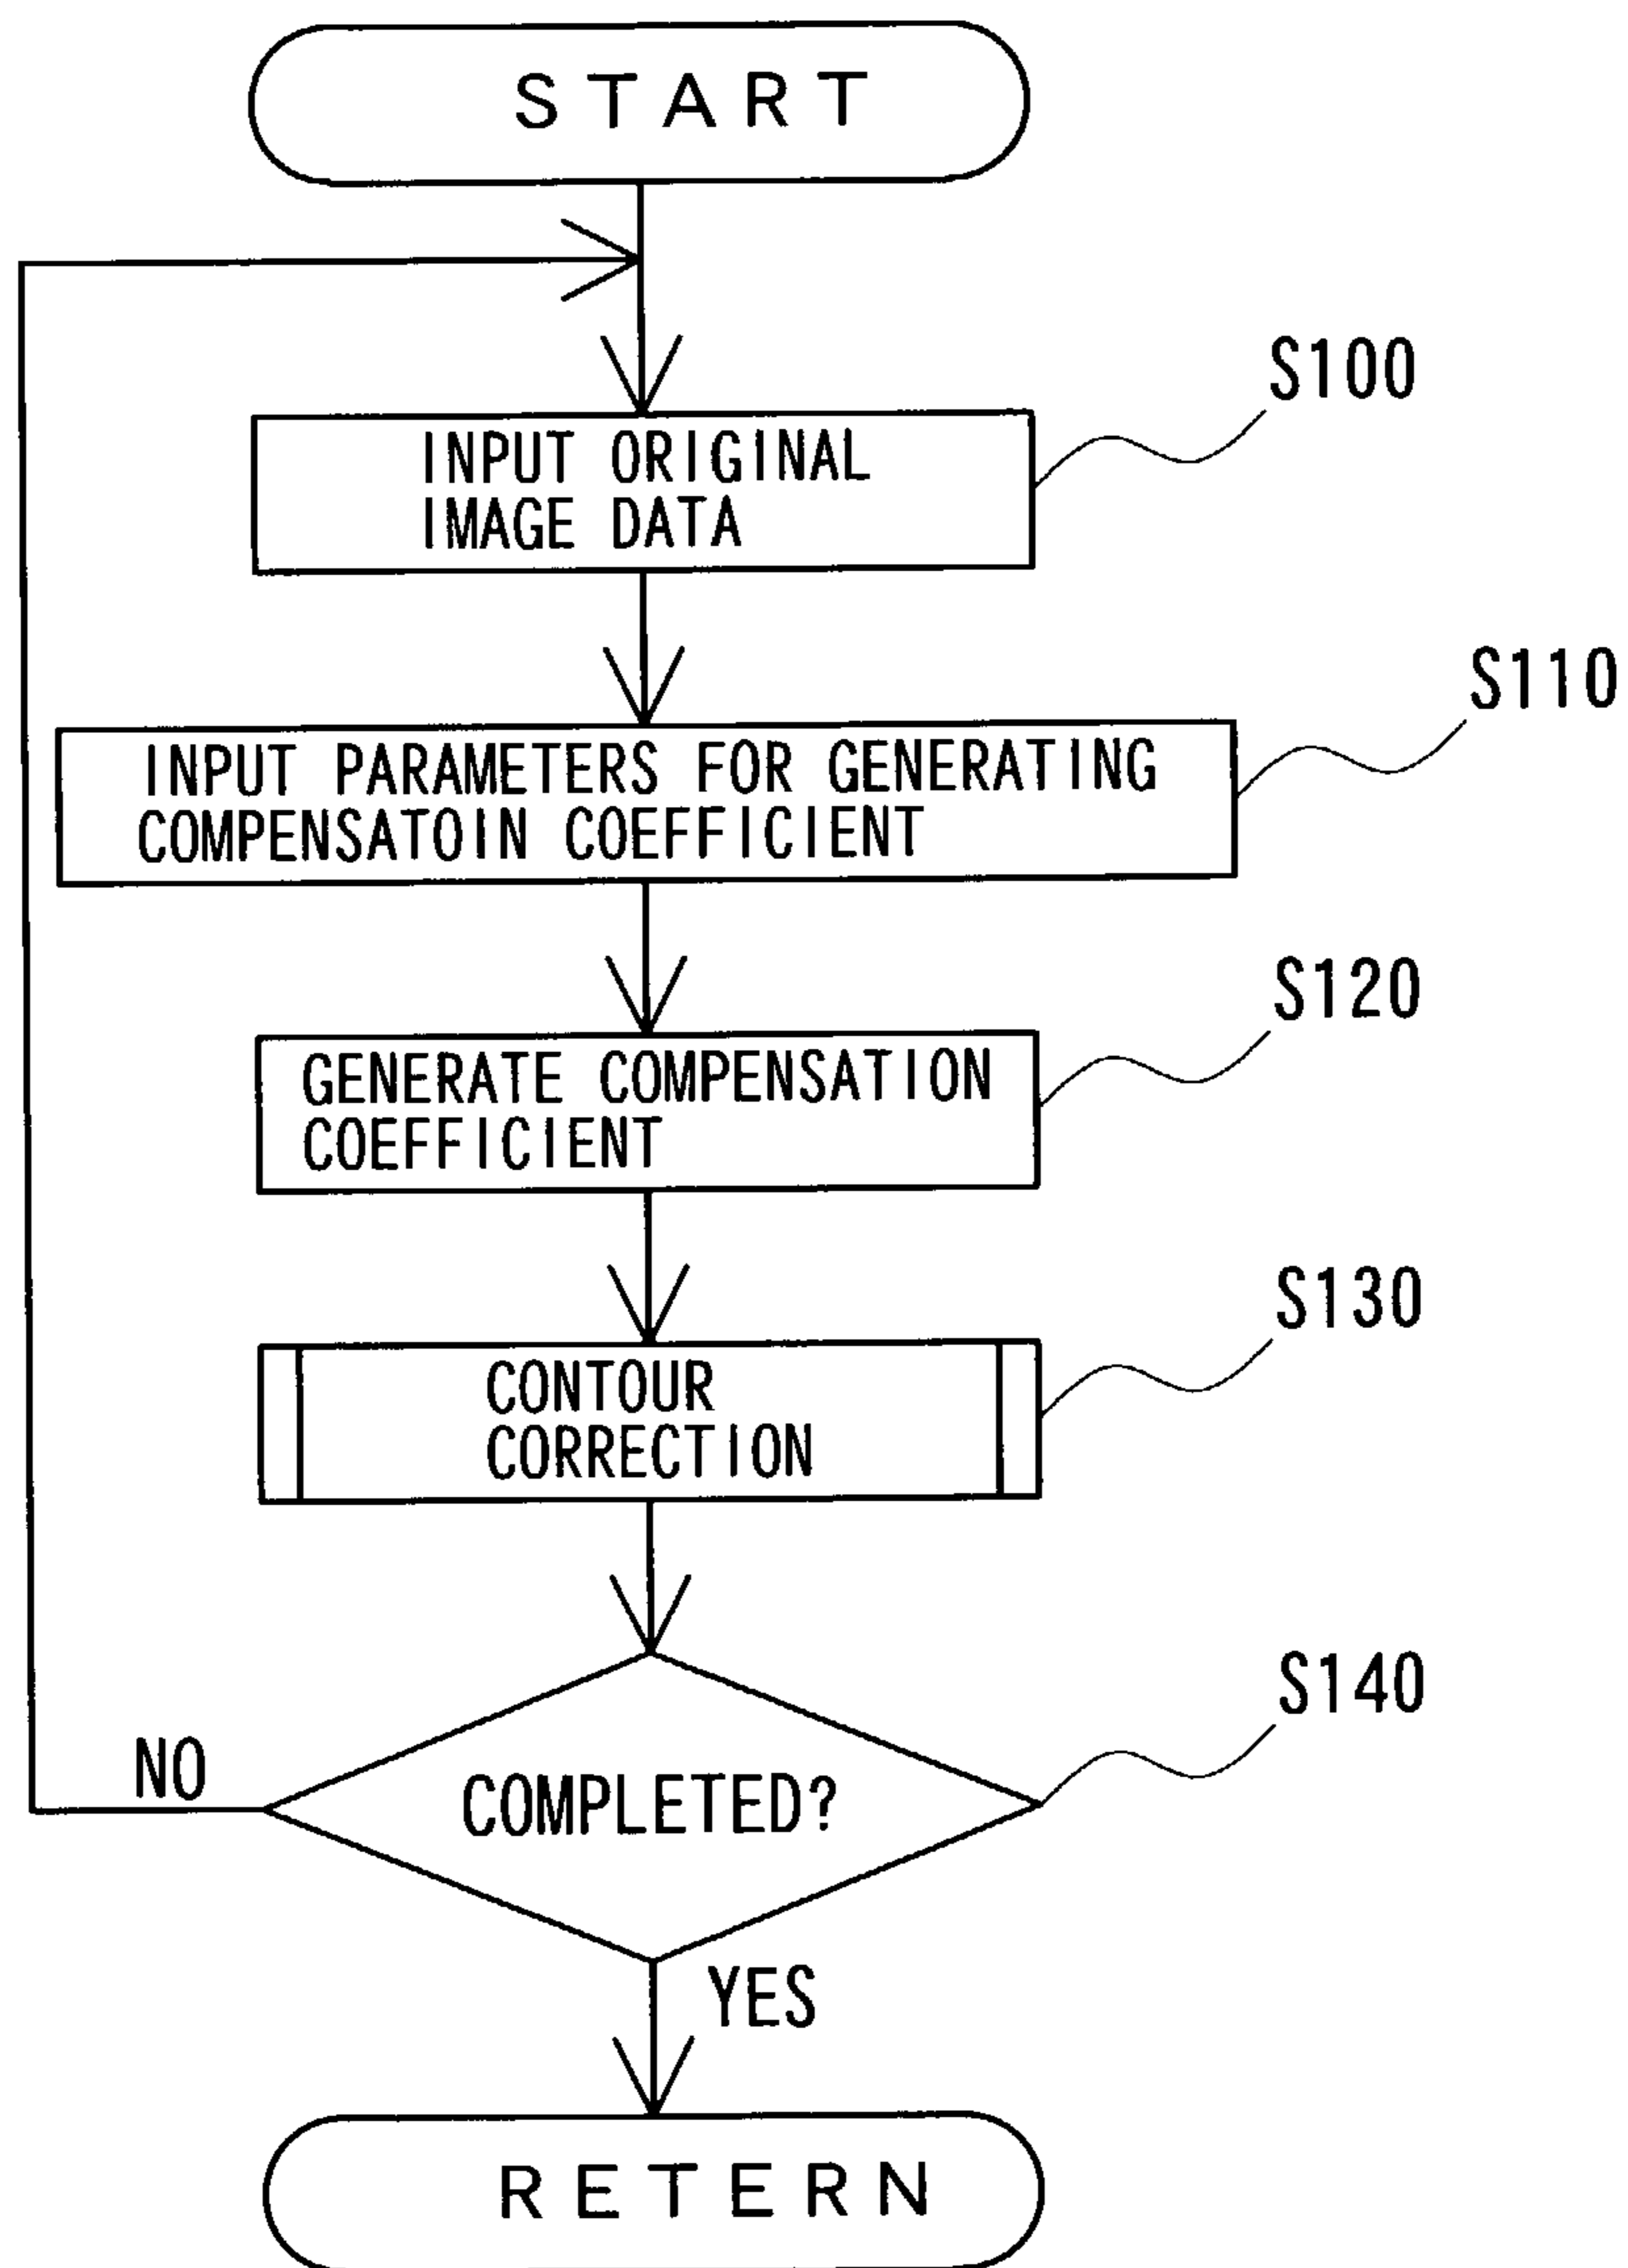 START
S100
INPUT ORIGINAL
IMAGE DATA
S110
INPUT PARAMETERS FOR GENERATING
COMPENSATOIN COEFFICIENT
S120
GENERATE COMPENSATION
COEFFICIENT
S130
CONTOUR
CORRECTION
S140
NO
COMPLETED?
YES
RETERN